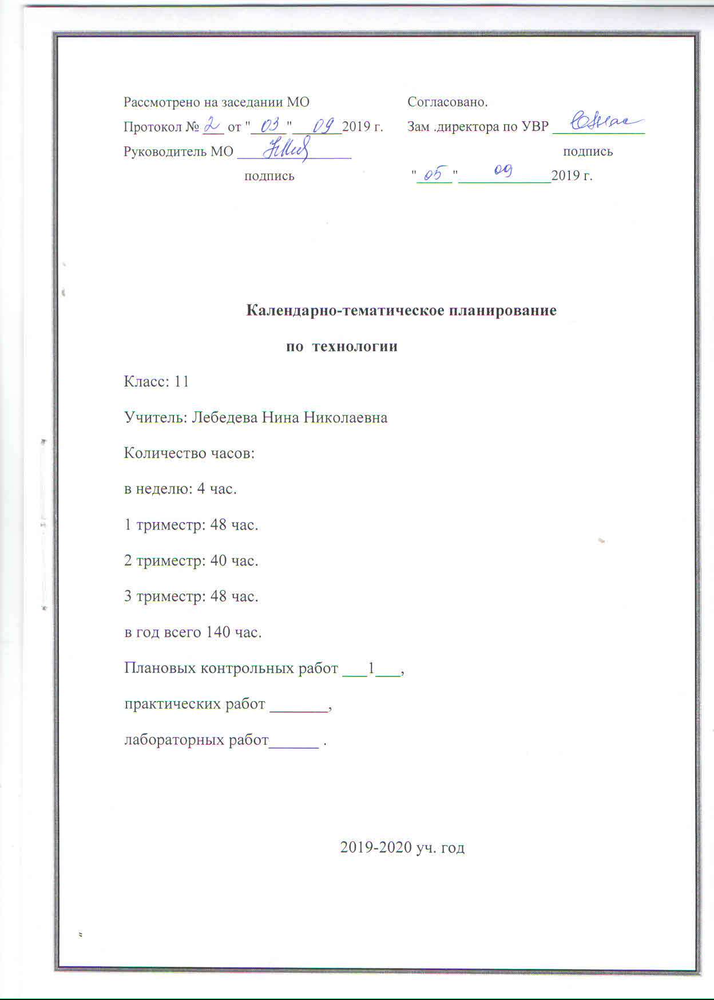 Рассмотрено на заседании МО
Протокол № 2 от "03" 09 2019 г.
Руководитель МО ____________
подпись
Согласовано.
Зам .директора по УВР ____________
подпись
"05" 09 2019 г.
Календарно-тематическое планирование
по технологии
Класс: 11
Учитель: Лебедева Нина Николаевна
Количество часов:
в неделю: 4 час.
1 триместр: 48 час.
2 триместр: 40 час.
3 триместр: 48 час.
в год всего 140 час.
Плановых контрольных работ ___1___,
практических работ _______,
лабораторных работ______ .
2019-2020 уч. год